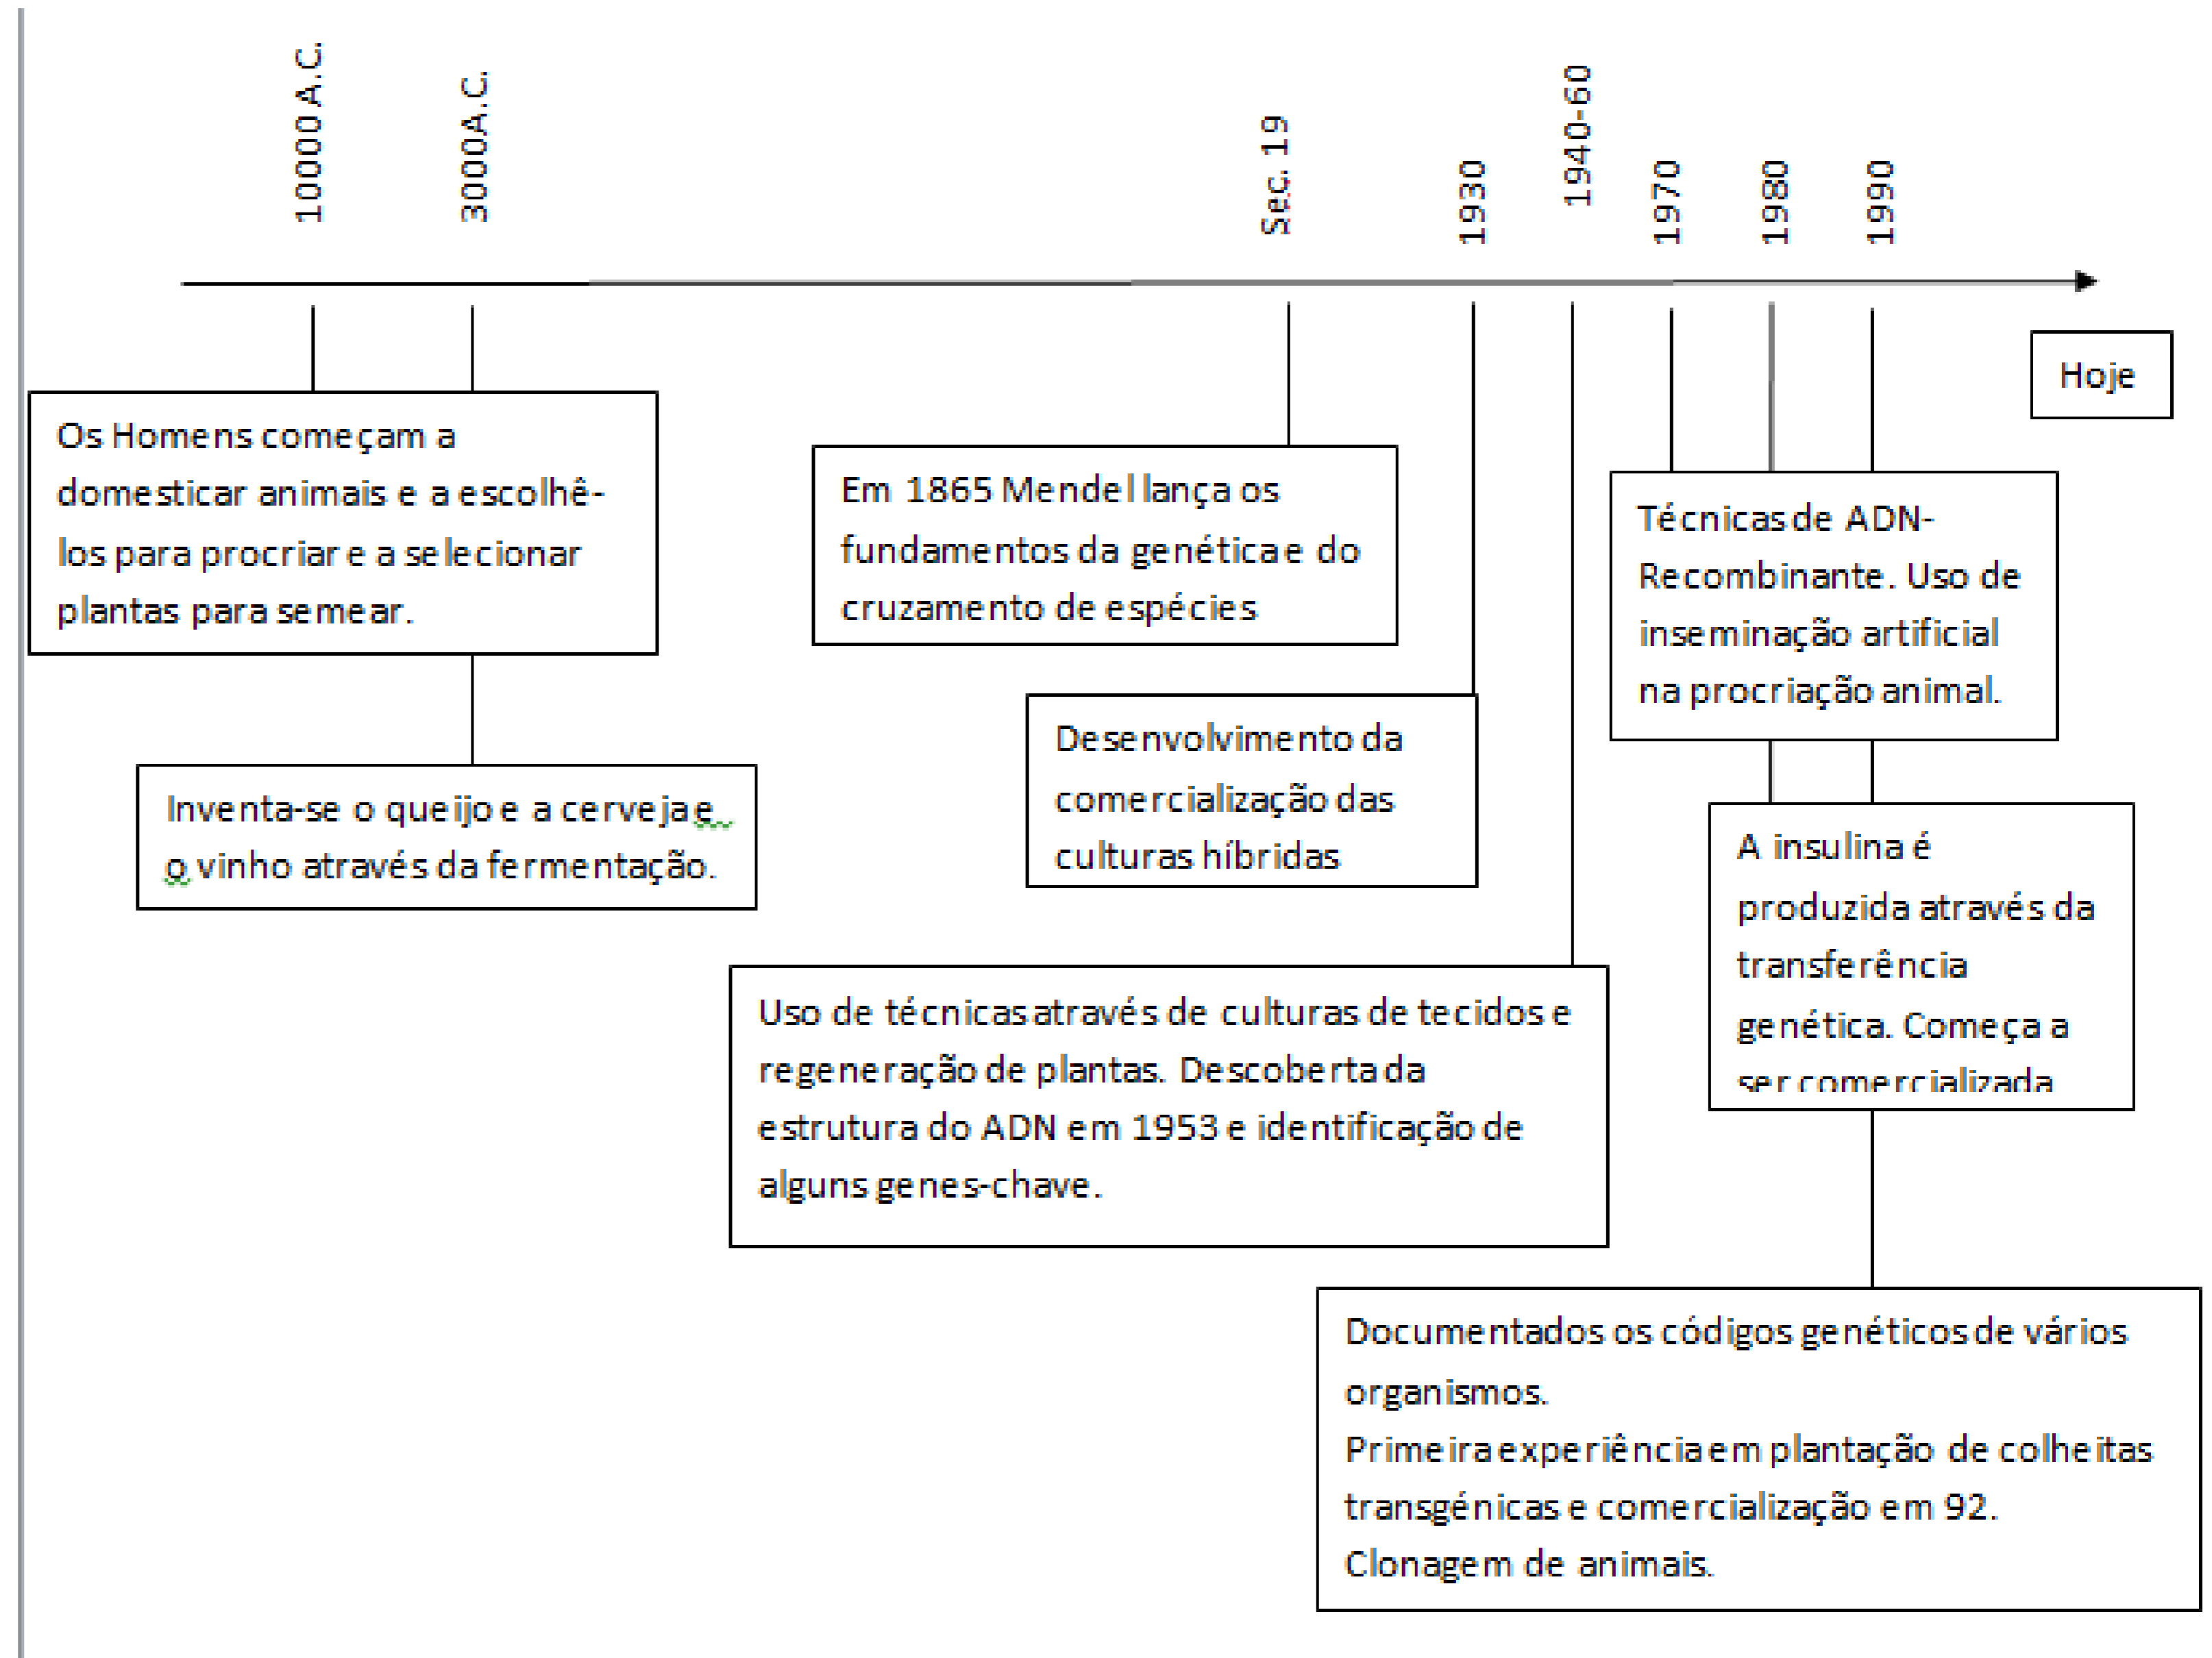 10000 A.C.
3000A.C.
Sec. 19
1930
1940-60
1970
1980
1990
Hoje
Os Homens começam a
domesticar animais e a escolhê-
los para procriar e a selecionar
plantas para semear.
Inventa-se o queijo e a cerveja e
o vinho através da fermentação.
Em 1865 Mendel lança os
fundamentos da genética e do
cruzamento de espécies
Desenvolvimento da
comercialização das
culturas híbridas
Uso de técnicas através de culturas de tecidos e
regeneração de plantas. Descoberta da
estrutura do ADN em 1953 e identificação de
alguns genes-chave.
Técnicas de ADN-
Recombinante. Uso de
inseminação artificial
na procriação animal.
A insulina é
produzida através da
transferência
genética. Começa a
ser comercializada
Documentados os códigos genéticos de vários
organismos.
Primeira experiência em plantação de colheitas
transgénicas e comercialização em 92.
Clonagem de animais.